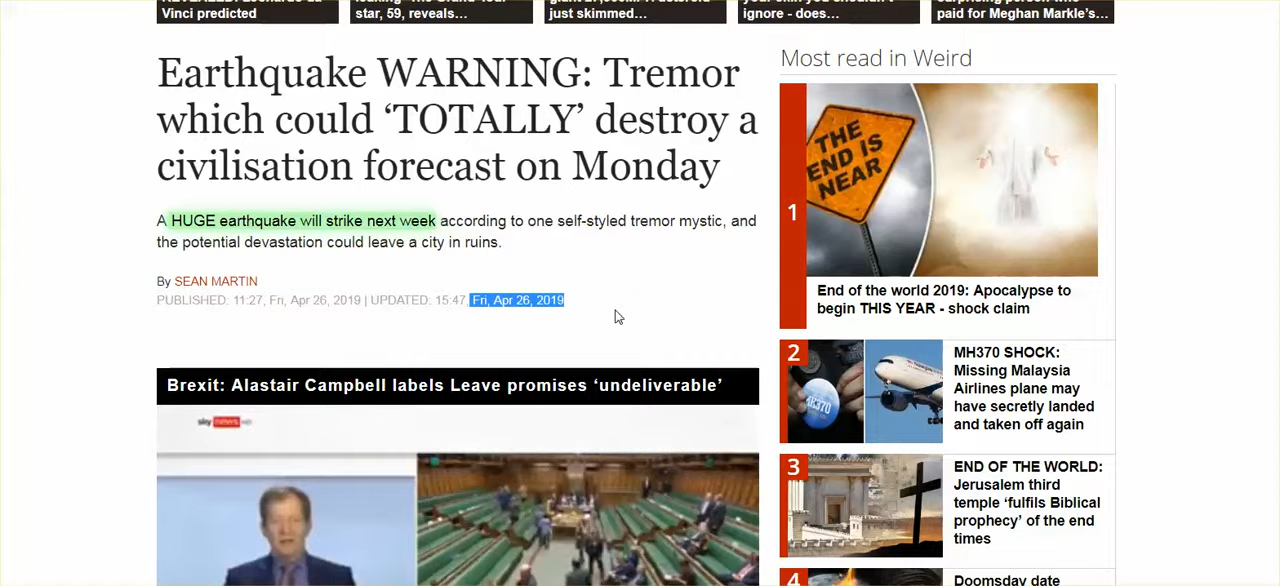 Vinci predicted
star, 59, reveals...
just skimmed...
ignore - does...
paid for Meghan Markle's...
Earthquake WARNING: Tremor
which could ‘TOTALLY’ destroy a
civilisation forecast on Monday
A HUGE earthquake will strike next week according to one self-styled tremor mystic, and
the potential devastation could leave a city in ruins.
By SEAN MARTIN
PUBLISHED: 11:27, Fri, Apr 26, 2019 | UPDATED: 15:47, Fri, Apr 26, 2019
Brexit: Alastair Campbell labels Leave promises ‘undeliverable’
sky news HD
Most read in Weird
1
THE
END IS
NEAR
End of the world 2019: Apocalypse to
begin THIS YEAR - shock claim
2
MH370
MH370 SHOCK:
Missing Malaysia
Airlines plane may
have secretly landed
and taken off again
3
END OF THE WORLD:
Jerusalem third
temple ‘fulfils Biblical
prophecy’ of the end
times
4
Doomsday date